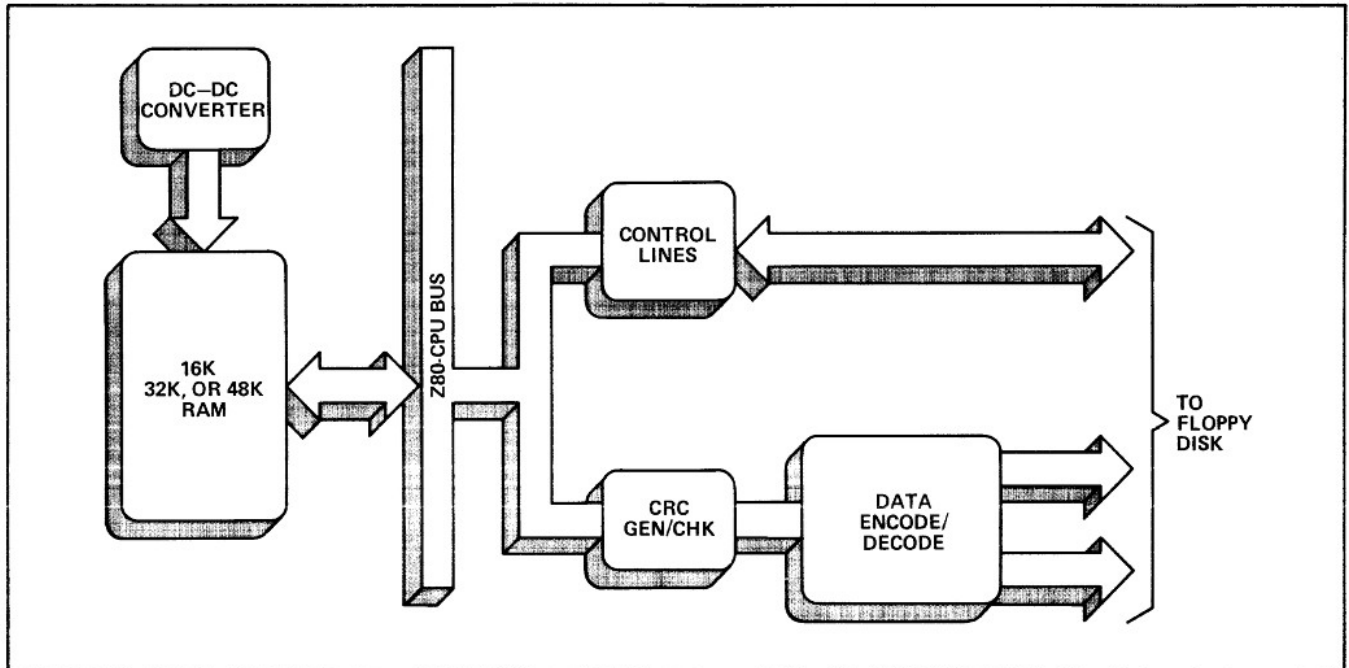 DC–DC
CONVERTER
16K
32K, OR 48K
RAM
Z80-CPU BUS
CONTROL
LINES
CRC
GEN/CHK
DATA
ENCODE/
DECODE
TO
FLOPPY
DISK